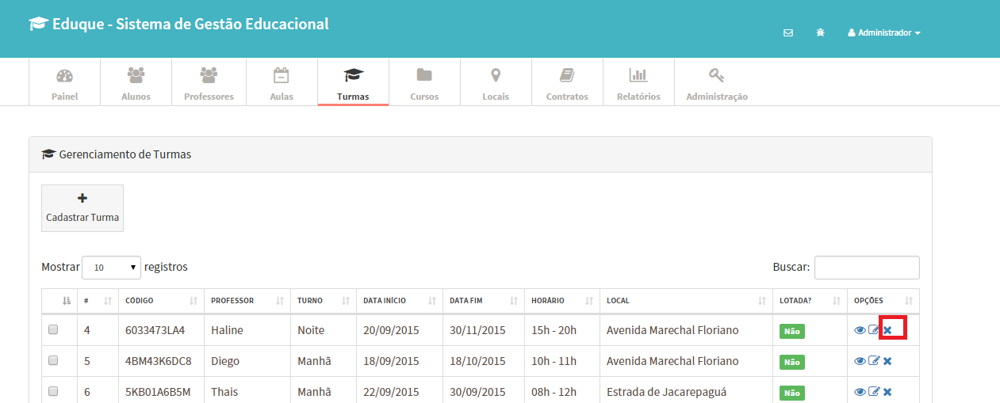 Eduque - Sistema de Gestão Educacional
Administrador
Painel Alunos Professores Aulas Turmas Cursos Locais Contratos Relatórios Administração
Gerenciamento de Turmas
Cadastrar Turma
Mostrar 10 registros Buscar:
# CÓDIGO PROFESSOR TURNO DATA INÍCIO DATA FIM HORÁRIO LOCAL LOTADA? OPÇÕES
4 6033473LA4 Haline Noite 20/09/2015 30/11/2015 15h - 20h Avenida Marechal Floriano Não
5 4BM43K6DC8 Diego Manhã 18/09/2015 18/10/2015 10h - 11h Avenida Marechal Floriano Não
6 5KB01A6B5M Thais Manhã 22/09/2015 30/09/2015 08h - 12h Estrada de Jacarepaguá Não